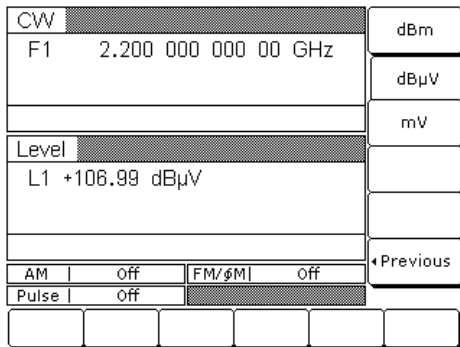 CW
F1 2.200 000 000 00 GHz
Level
L1 +106.99 dBµV
AM | Off
FM/ϕM| Off
Pulse | Off
dBm
dBµV
mV
◂Previous